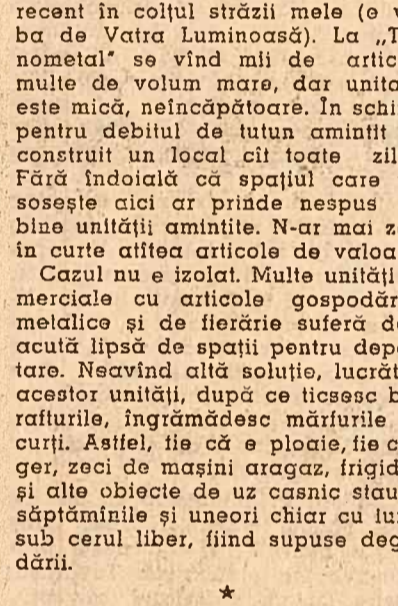 recent în colțul străzii mele (e v
ba de Vatra Luminoasă). La „T
nometal" se vînd mii de artic
multe de volum mare, dar unita
este mică, neîncăpătoare. În schi
pentru debitul de tutun amintit
construit un local cît toate zil
Fără îndoială că spațiul care
sosește aici ar prinde nespus
bine unității amintite. N-ar mai z
în curte atîtea articole de valoa
Cazul nu e izolat. Multe unități
merciale cu articole gospodăr
metalice și de fierărie suferă d
acută lipsă de spații pentru depo
tare. Neavînd altă soluție, lucrăt
acestor unități, după ce ticsesc b
rafturile, îngrămădesc mărfurile
curți. Astfel, fie că e ploaie, fie c
ger, zeci de mașini aragaz, frigid
și alte obiecte de uz casnic stau
săptămînile și uneori chiar cu lu
sub cerul liber, fiind supuse deg
dării.
★